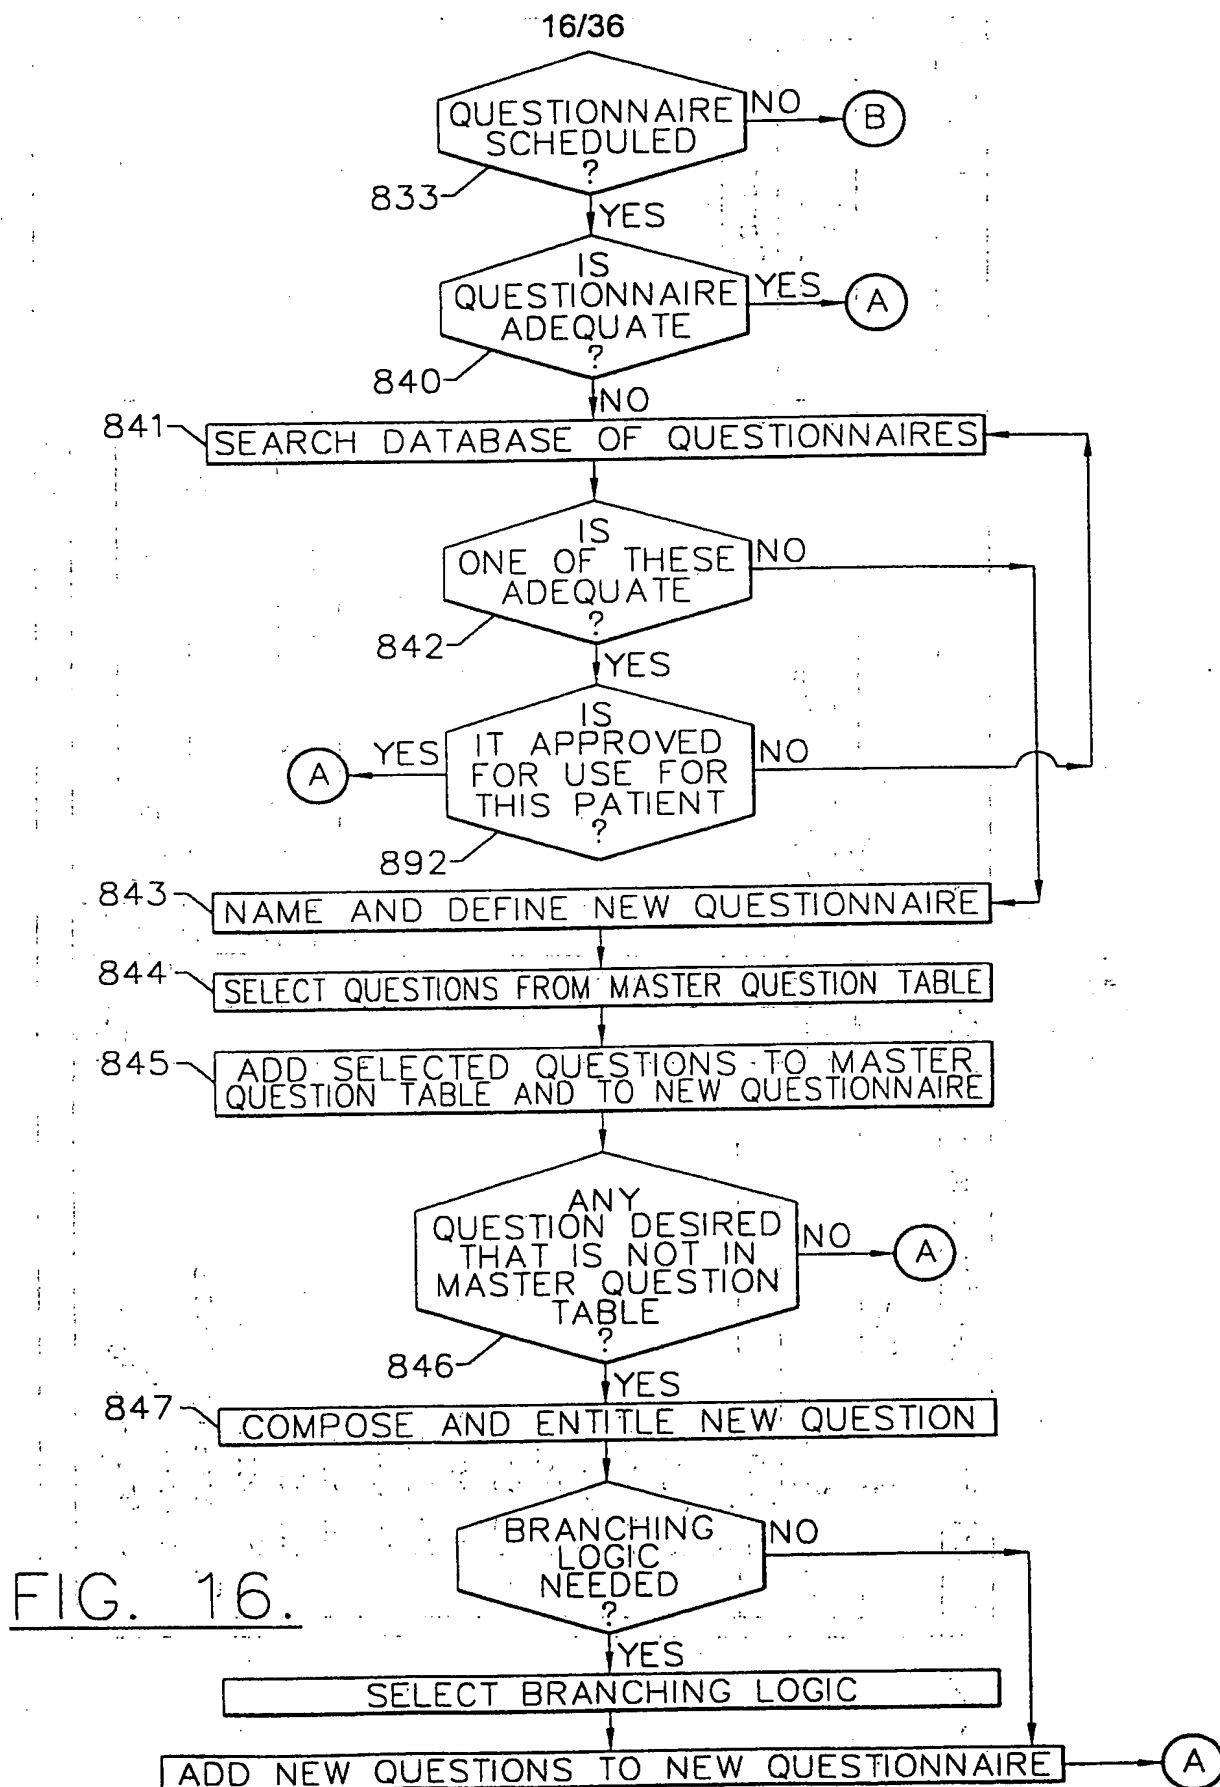 16/36
QUESTIONNAIRE
SCHEDULED
?
NO
B
833
YES
IS
QUESTIONNAIRE
ADEQUATE
?
YES
A
840
NO
841
SEARCH DATABASE OF QUESTIONNAIRES
IS
ONE OF THESE
ADEQUATE
?
NO
842
YES
IS
IT APPROVED
FOR USE FOR
THIS PATIENT
?
YES
A
NO
892
843
NAME AND DEFINE NEW QUESTIONNAIRE
844
SELECT QUESTIONS FROM MASTER QUESTION TABLE
845
ADD SELECTED QUESTIONS TO MASTER
QUESTION TABLE AND TO NEW QUESTIONNAIRE
ANY
QUESTION DESIRED
THAT IS NOT IN
MASTER QUESTION
TABLE
?
NO
A
846
YES
847
COMPOSE AND ENTITLE NEW QUESTION
BRANCHING
LOGIC
NEEDED
?
NO
FIG. 16.
YES
SELECT BRANCHING LOGIC
ADD NEW QUESTIONS TO NEW QUESTIONNAIRE
A